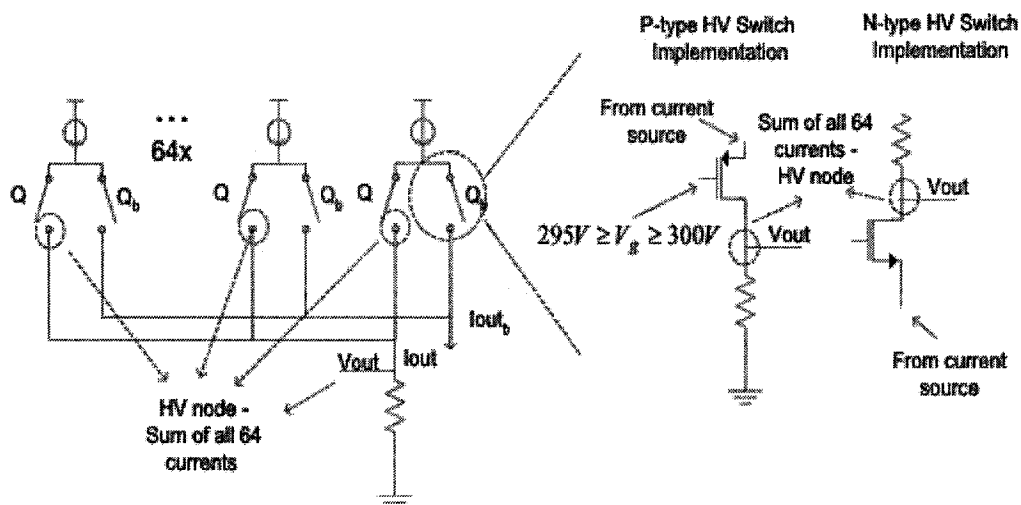 P-type HV Switch
Implementation
N-type HV Switch
Implementation
...
64x
Q
Q_b
Q
Q_b
Q
Q_b
From current
source
Sum of all 64
currents -
HV node
Vout
295V ≥ V_g ≥ 300V
Vout
Iout_b
Vout
Iout
From current
source
HV node -
Sum of all 64
currents